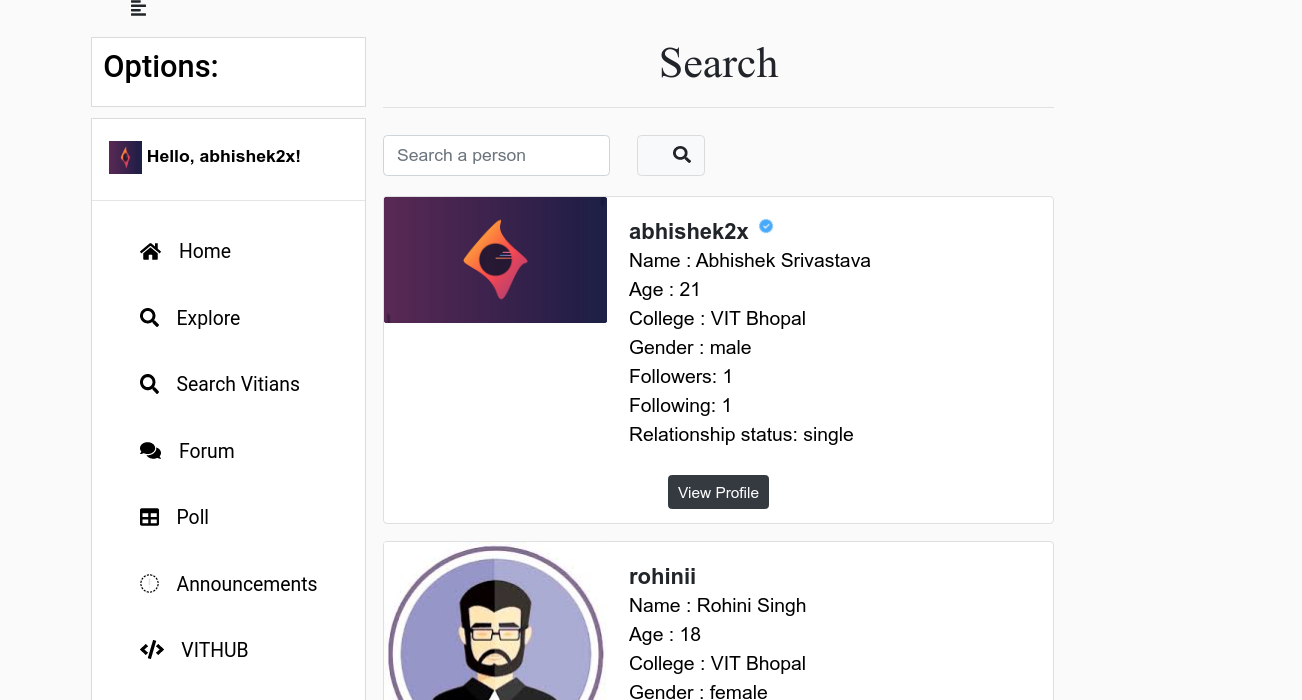 Options:
Hello, abhishek2x!
Home
Explore
Search Vitians
Forum
Poll
Announcements
VITHUB
Search
Search a person
abhishek2x
Name : Abhishek Srivastava
Age : 21
College : VIT Bhopal
Gender : male
Followers: 1
Following: 1
Relationship status: single
View Profile
rohinii
Name : Rohini Singh
Age : 18
College : VIT Bhopal
Gender : female